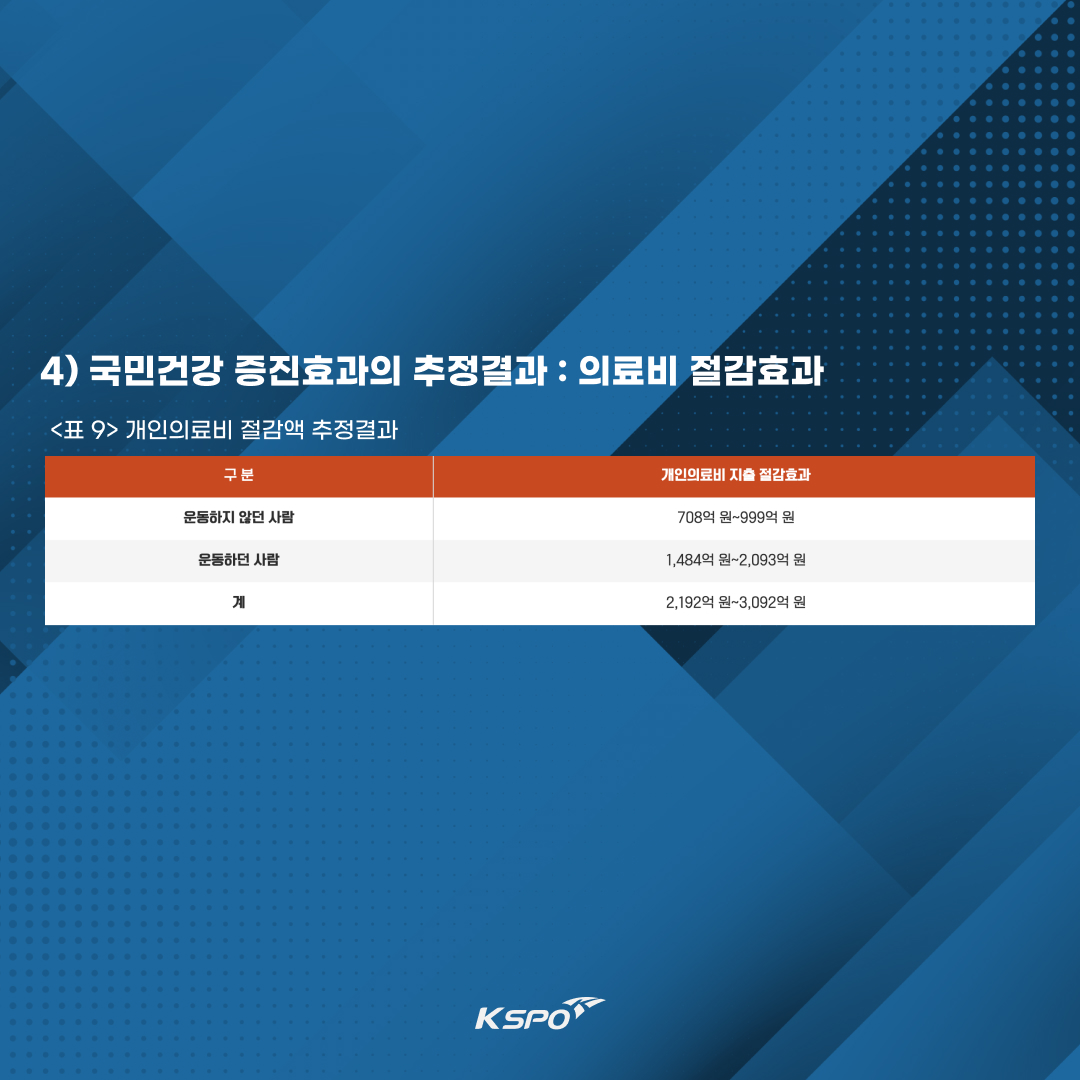 4) 국민건강 증진효과의 추정결과 : 의료비 절감효과
<표 9> 개인의료비 절감액 추정결과
구 분 개인의료비 지출 절감효과
운동하지 않던 사람 708억 원~999억 원
운동하던 사람 1,484억 원~2,093억 원
계 2,192억 원~3,092억 원
KSPO